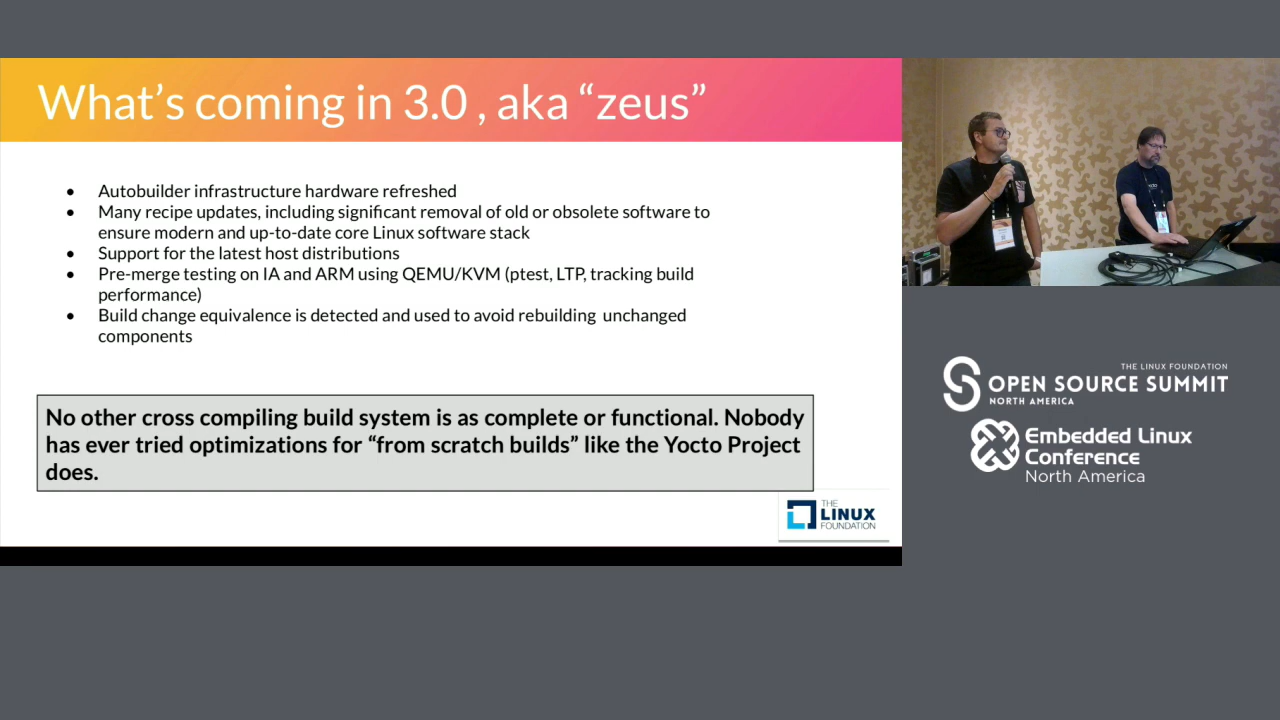 What's coming in 3.0 , aka “zeus”
● Autobuilder infrastructure hardware refreshed
● Many recipe updates, including significant removal of old or obsolete software to
ensure modern and up-to-date core Linux software stack
● Support for the latest host distributions
● Pre-merge testing on IA and ARM using QEMU/KVM (ptest, LTP, tracking build
performance)
● Build change equivalence is detected and used to avoid rebuilding unchanged
components
No other cross compiling build system is as complete or functional. Nobody
has ever tried optimizations for “from scratch builds” like the Yocto Project
does.
THE
LINUX
FOUNDATION
THE LINUX FOUNDATION
OPEN SOURCE SUMMIT
NORTH AMERICA
Embedded Linux
Conference
North America